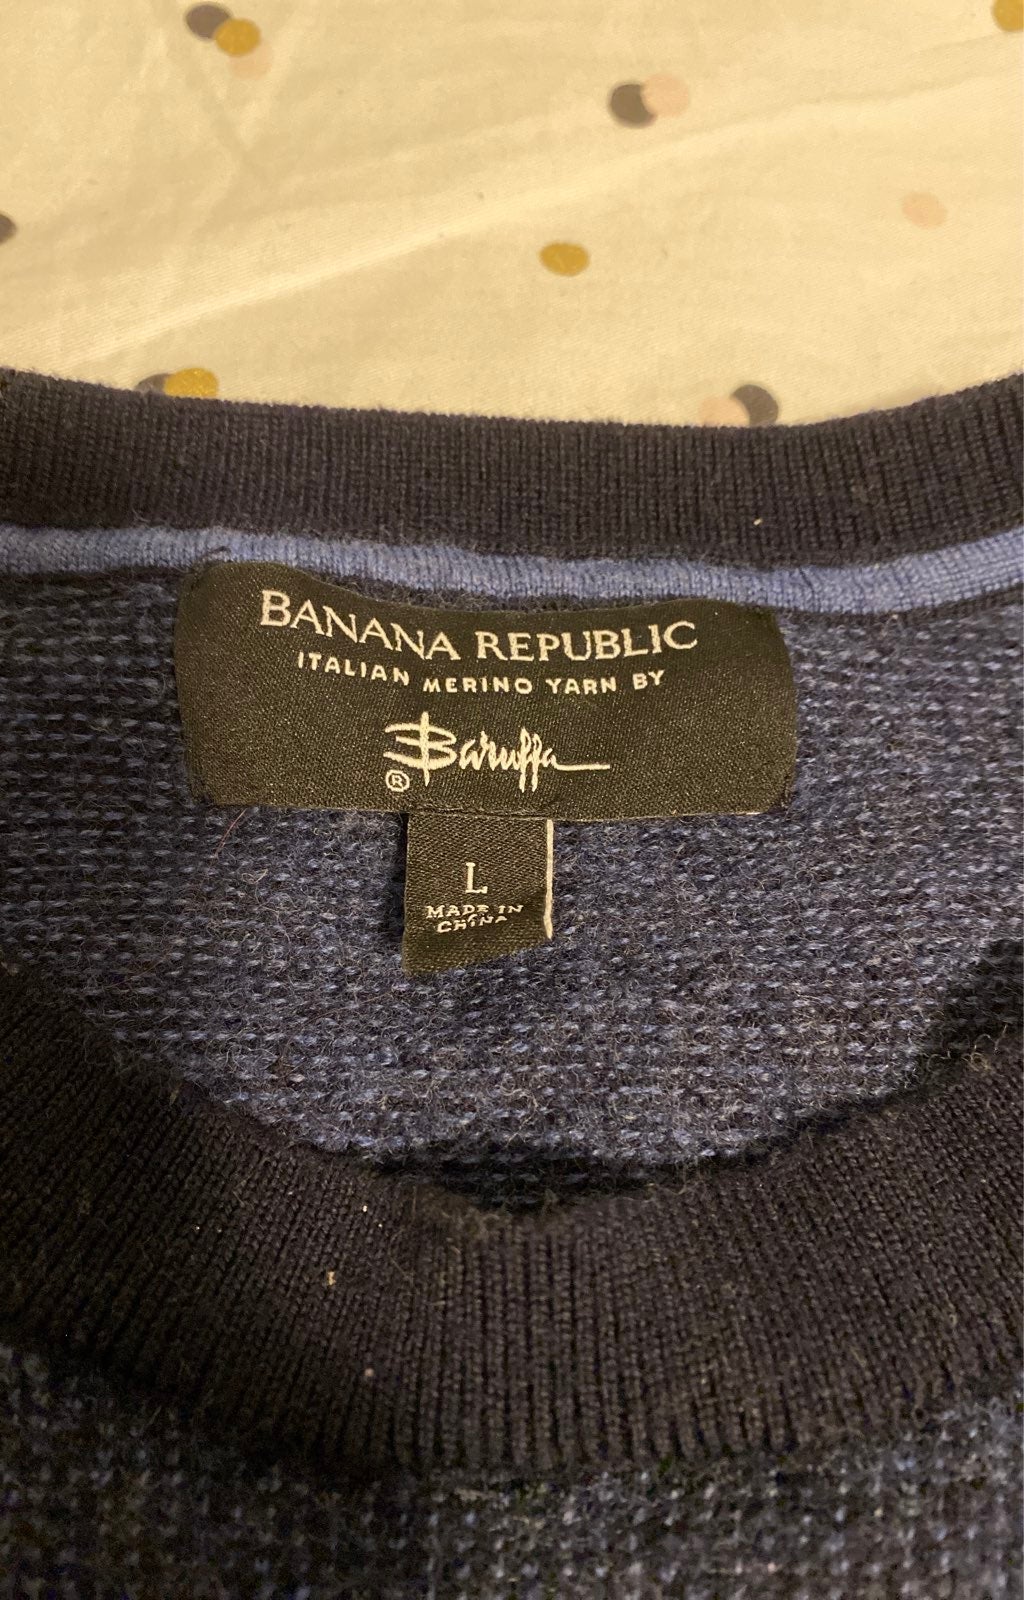 BANANA REPUBLIC
ITALIAN MERINO YARN BY
Baruffa
®
L
MADE IN
CHINA